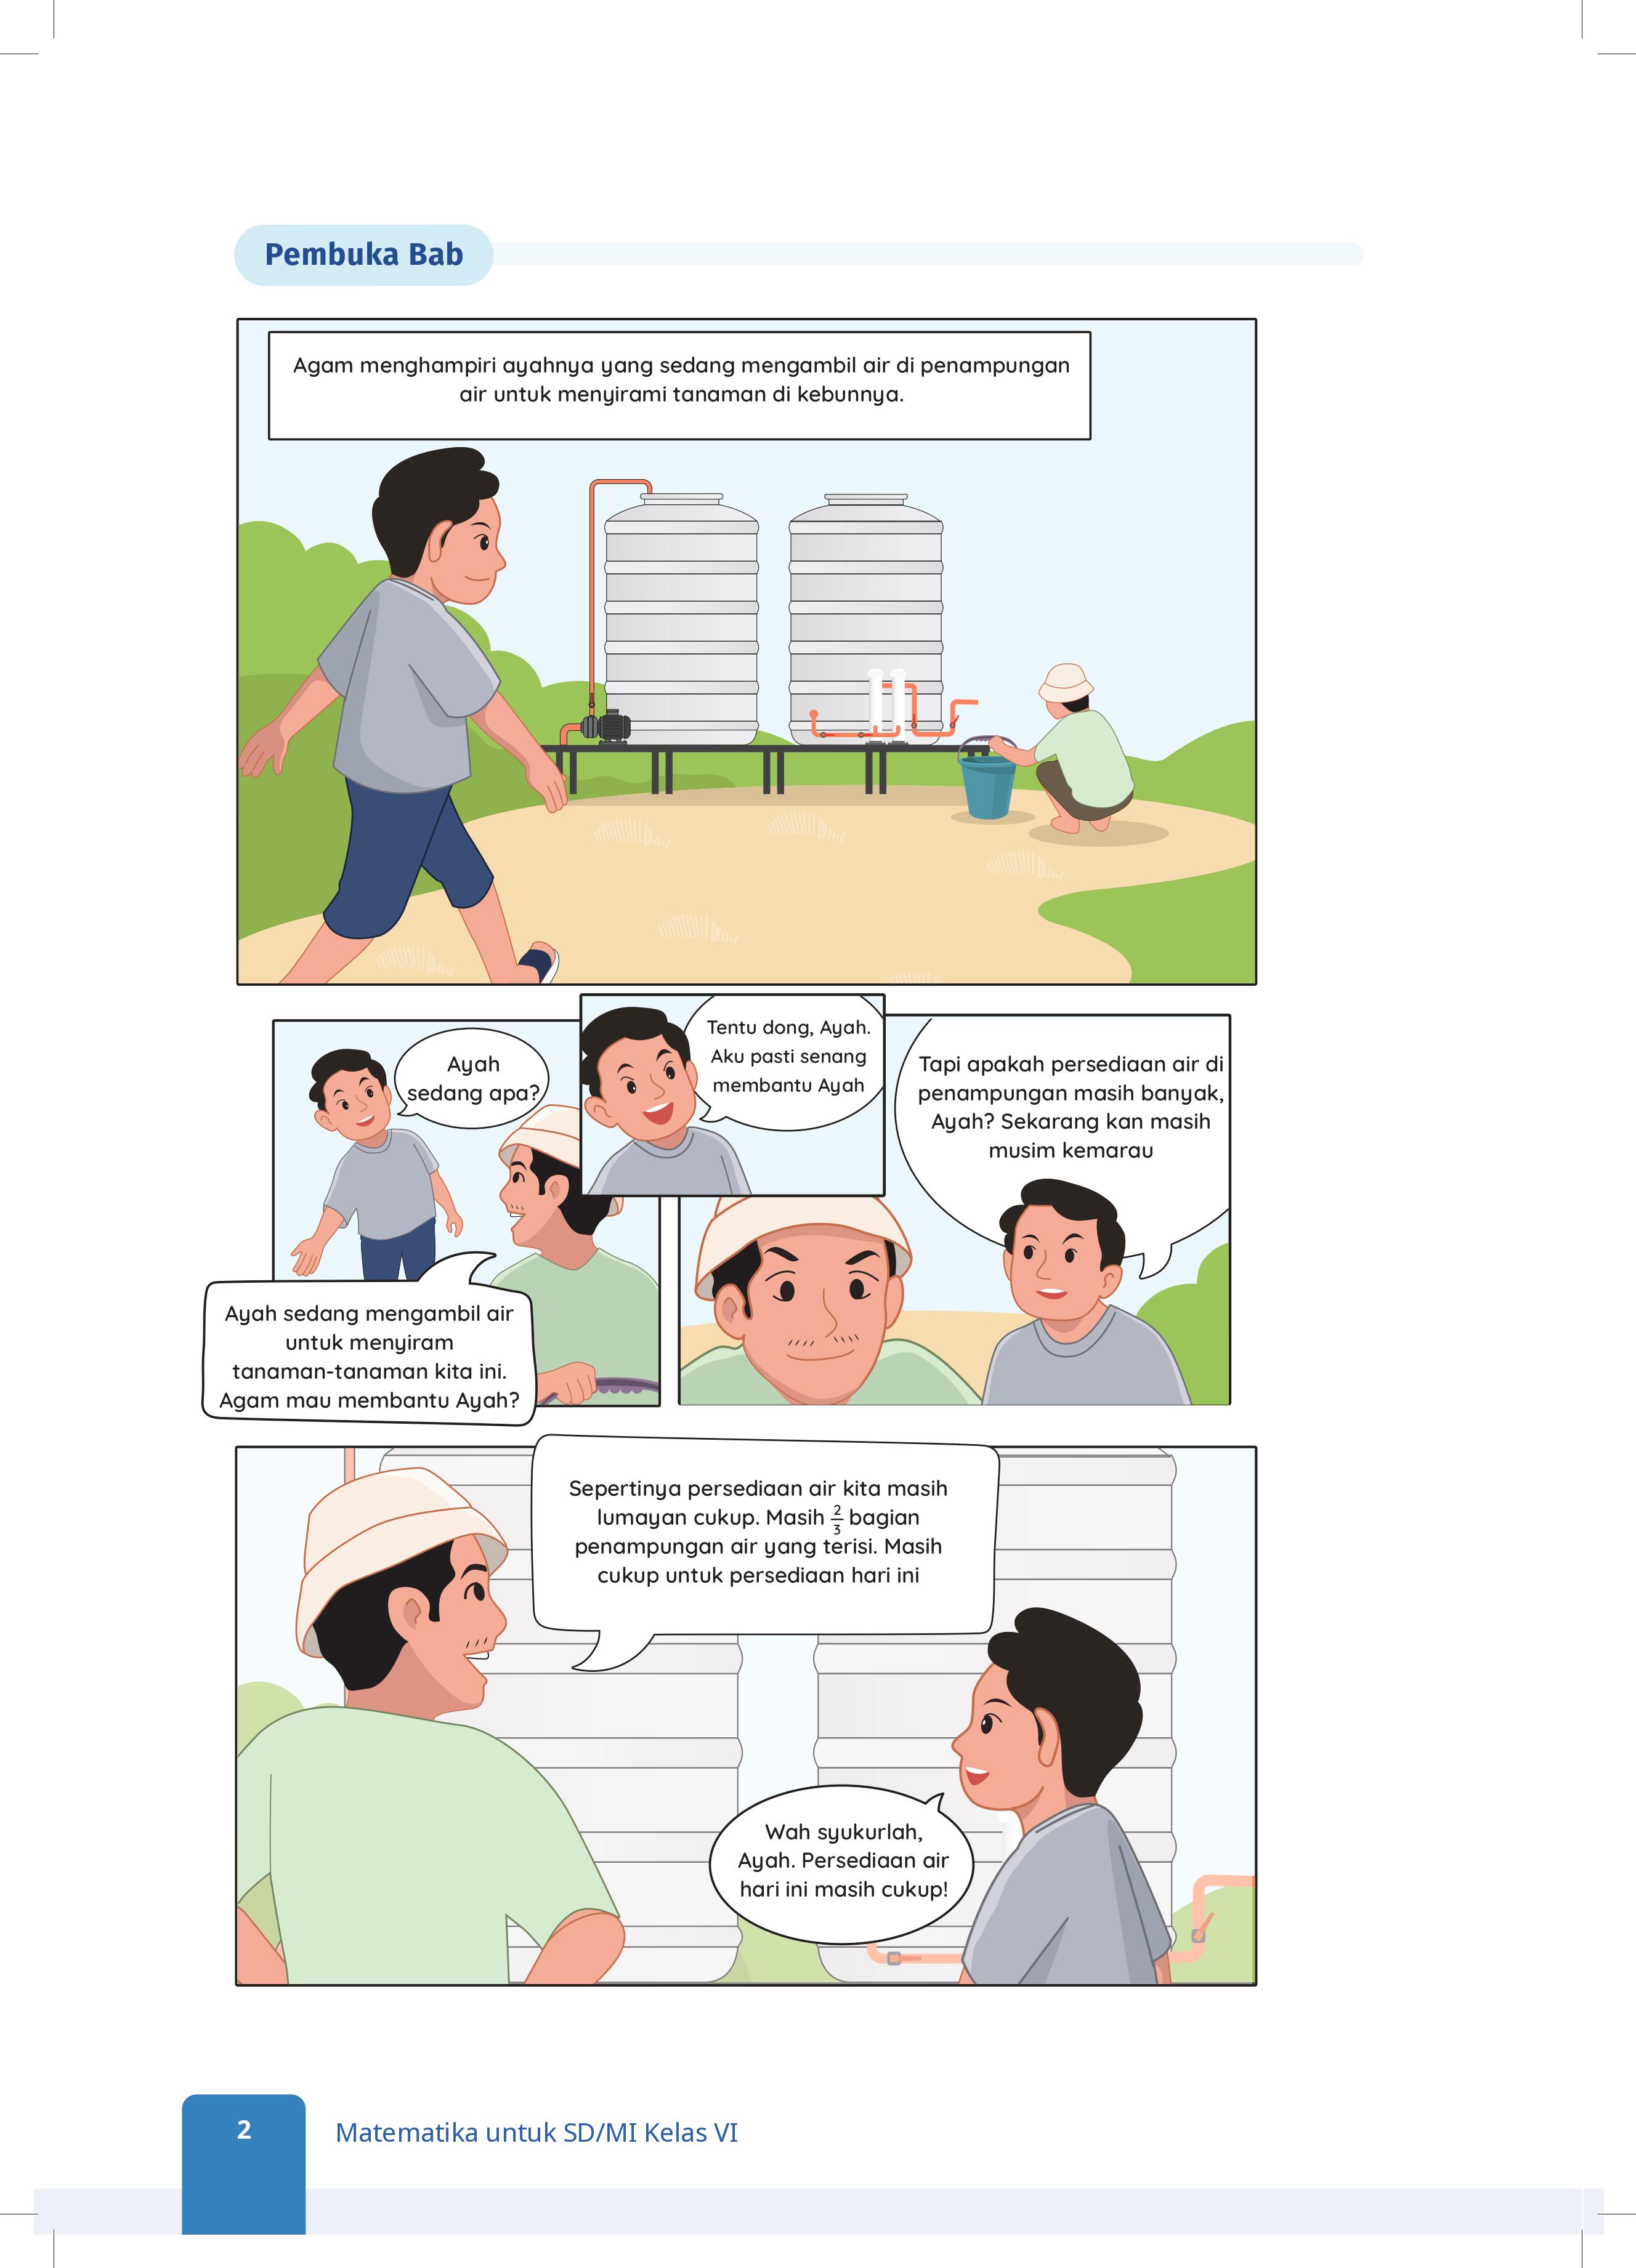 Pembuka Bab
Agam menghampiri ayahnya yang sedang mengambil air di penampungan
air untuk menyirami tanaman di kebunnya.
Ayah
sedang apa?
Ayah sedang mengambil air
untuk menyiram
tanaman-tanaman kita ini.
Agam mau membantu Ayah?
Tentu dong, Ayah.
Aku pasti senang
membantu Ayah
Tapi apakah persediaan air di
penampungan masih banyak,
Ayah? Sekarang kan masih
musim kemarau
Sepertinya persediaan air kita masih
lumayan cukup. Masih 2/3 bagian
penampungan air yang terisi. Masih
cukup untuk persediaan hari ini
Wah syukurlah,
Ayah. Persediaan air
hari ini masih cukup!
2
Matematika untuk SD/MI Kelas VI